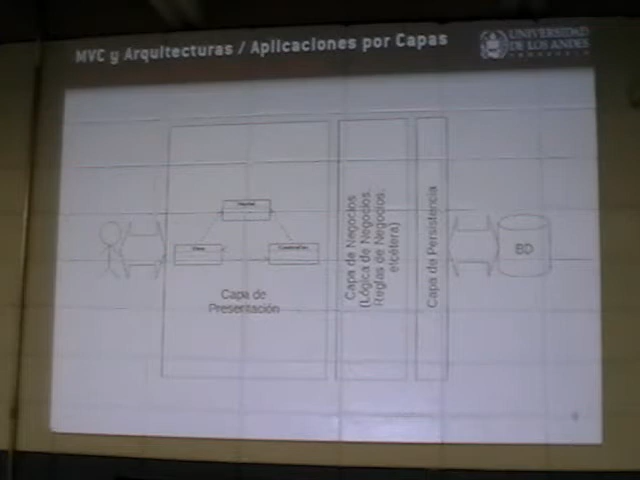 MVC y Arquitecturas / Aplicaciones por Capas
UNIVERSIDAD
DE LOS ANDES
Capa de
Presentación
Capa de Negocios
(Lógica de Negocios.
Reglas de Negocios.
etcétera)
Capa de Persistencia
BD